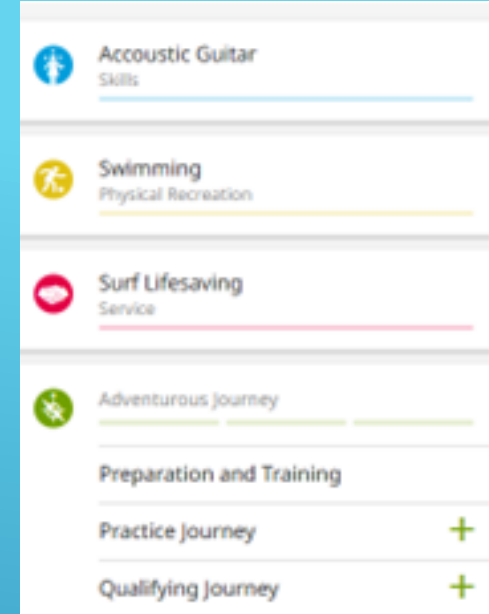 Accoustic Guitar
Skills
Swimming
Physical Recreation
Surf Lifesaving
Service
Adventurous Journey
Preparation and Training
Practice Journey
Qualifying Journey